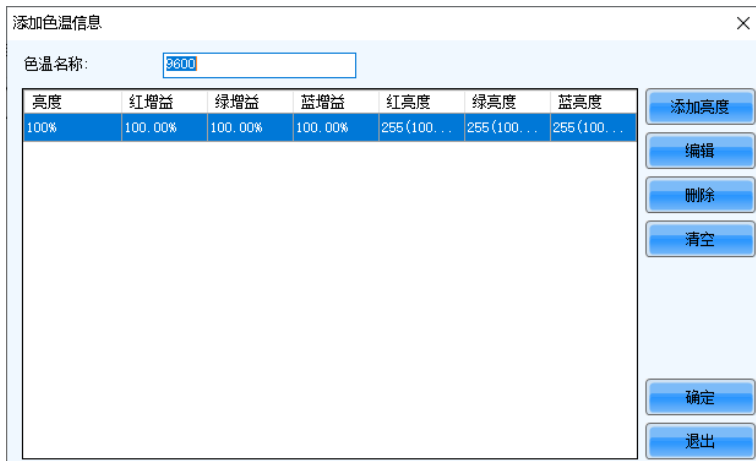 添加色温信息
色温名称: 9600
亮度 红增益 绿增益 蓝增益 红亮度 绿亮度 蓝亮度
100% 100.00% 100.00% 100.00% 255(100... 255(100... 255(100...
添加亮度
编辑
删除
清空
确定
退出